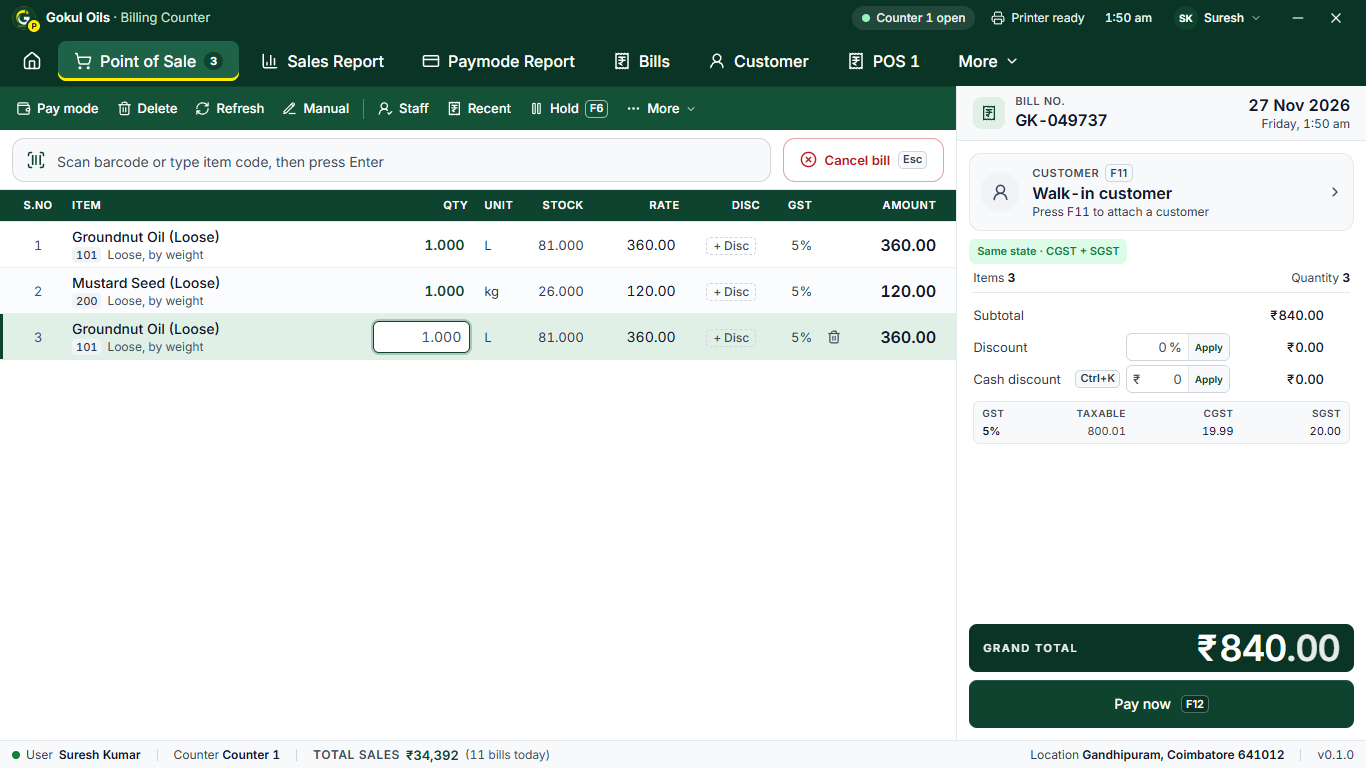 Gokul Oils · Billing Counter
Counter 1 open
Printer ready
1:50 am
SK Suresh
Point of Sale 3
Sales Report
Paymode Report
Bills
Customer
POS 1
More
Pay mode
Delete
Refresh
Manual
Staff
Recent
Hold F6
More
Scan barcode or type item code, then press Enter
Cancel bill Esc
S.NO ITEM QTY UNIT STOCK RATE DISC GST AMOUNT
1 Groundnut Oil (Loose) 1.000 L 81.000 360.00 + Disc 5% 360.00
101 Loose, by weight
2 Mustard Seed (Loose) 1.000 kg 26.000 120.00 + Disc 5% 120.00
200 Loose, by weight
3 Groundnut Oil (Loose) 1.000 L 81.000 360.00 + Disc 5% 360.00
101 Loose, by weight
BILL NO.
GK-049737
27 Nov 2026
Friday, 1:50 am
CUSTOMER F11
Walk-in customer
Press F11 to attach a customer
Same state · CGST + SGST
Items 3 Quantity 3
Subtotal ₹840.00
Discount 0 % Apply ₹0.00
Cash discount Ctrl+K ₹ 0 Apply ₹0.00
GST TAXABLE CGST SGST
5% 800.01 19.99 20.00
GRAND TOTAL ₹840.00
Pay now F12
User Suresh Kumar
Counter Counter 1
TOTAL SALES ₹34,392 (11 bills today)
Location Gandhipuram, Coimbatore 641012
v0.1.0